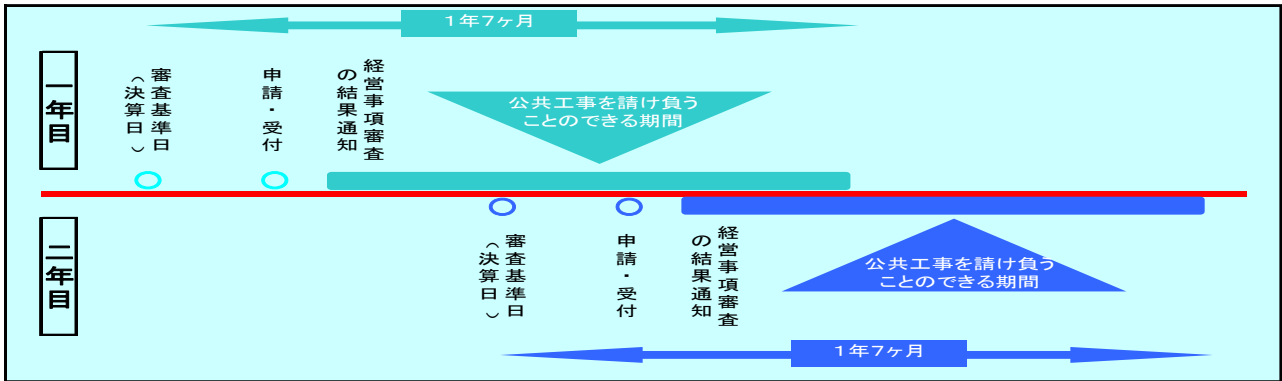 1年7ヶ月
一年目
審査基準日
（決算日）
申請・受付
経営事項審査
の結果通知
公共工事を請け負う
ことのできる期間
二年目
審査基準日
（決算日）
申請・受付
経営事項審査
の結果通知
公共工事を請け負う
ことのできる期間
1年7ヶ月